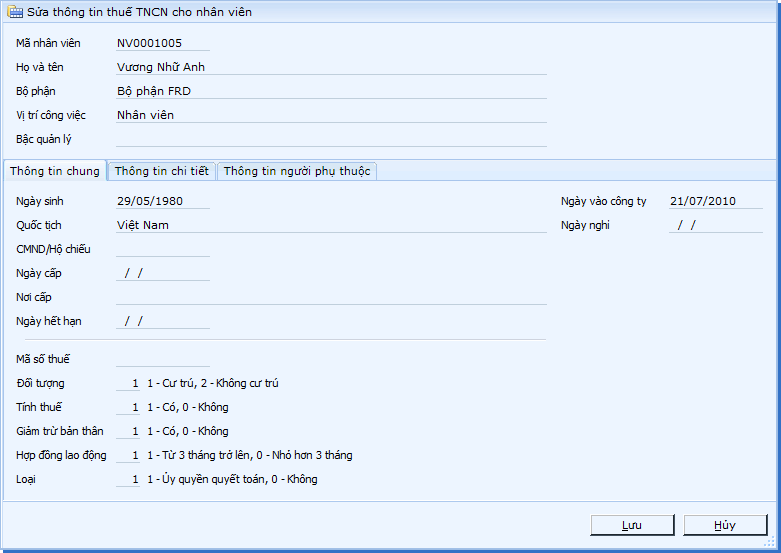 Sửa thông tin thuế TNCN cho nhân viên
Mã nhân viên NV0001005
Họ và tên Vương Nhữ Anh
Bộ phận Bộ phận FRD
Vị trí công việc Nhân viên
Bậc quản lý
Thông tin chung Thông tin chi tiết Thông tin người phụ thuộc
Ngày sinh 29/05/1980 Ngày vào công ty 21/07/2010
Quốc tịch Việt Nam Ngày nghỉ / /
CMND/Hộ chiếu
Ngày cấp / /
Nơi cấp
Ngày hết hạn / /
Mã số thuế
Đối tượng 1 1 - Cư trú, 2 - Không cư trú
Tính thuế 1 1 - Có, 0 - Không
Giảm trừ bản thân 1 1 - Có, 0 - Không
Hợp đồng lao động 1 1 - Từ 3 tháng trở lên, 0 - Nhỏ hơn 3 tháng
Loại 1 1 - Ủy quyền quyết toán, 0 - Không
Lưu Hủy